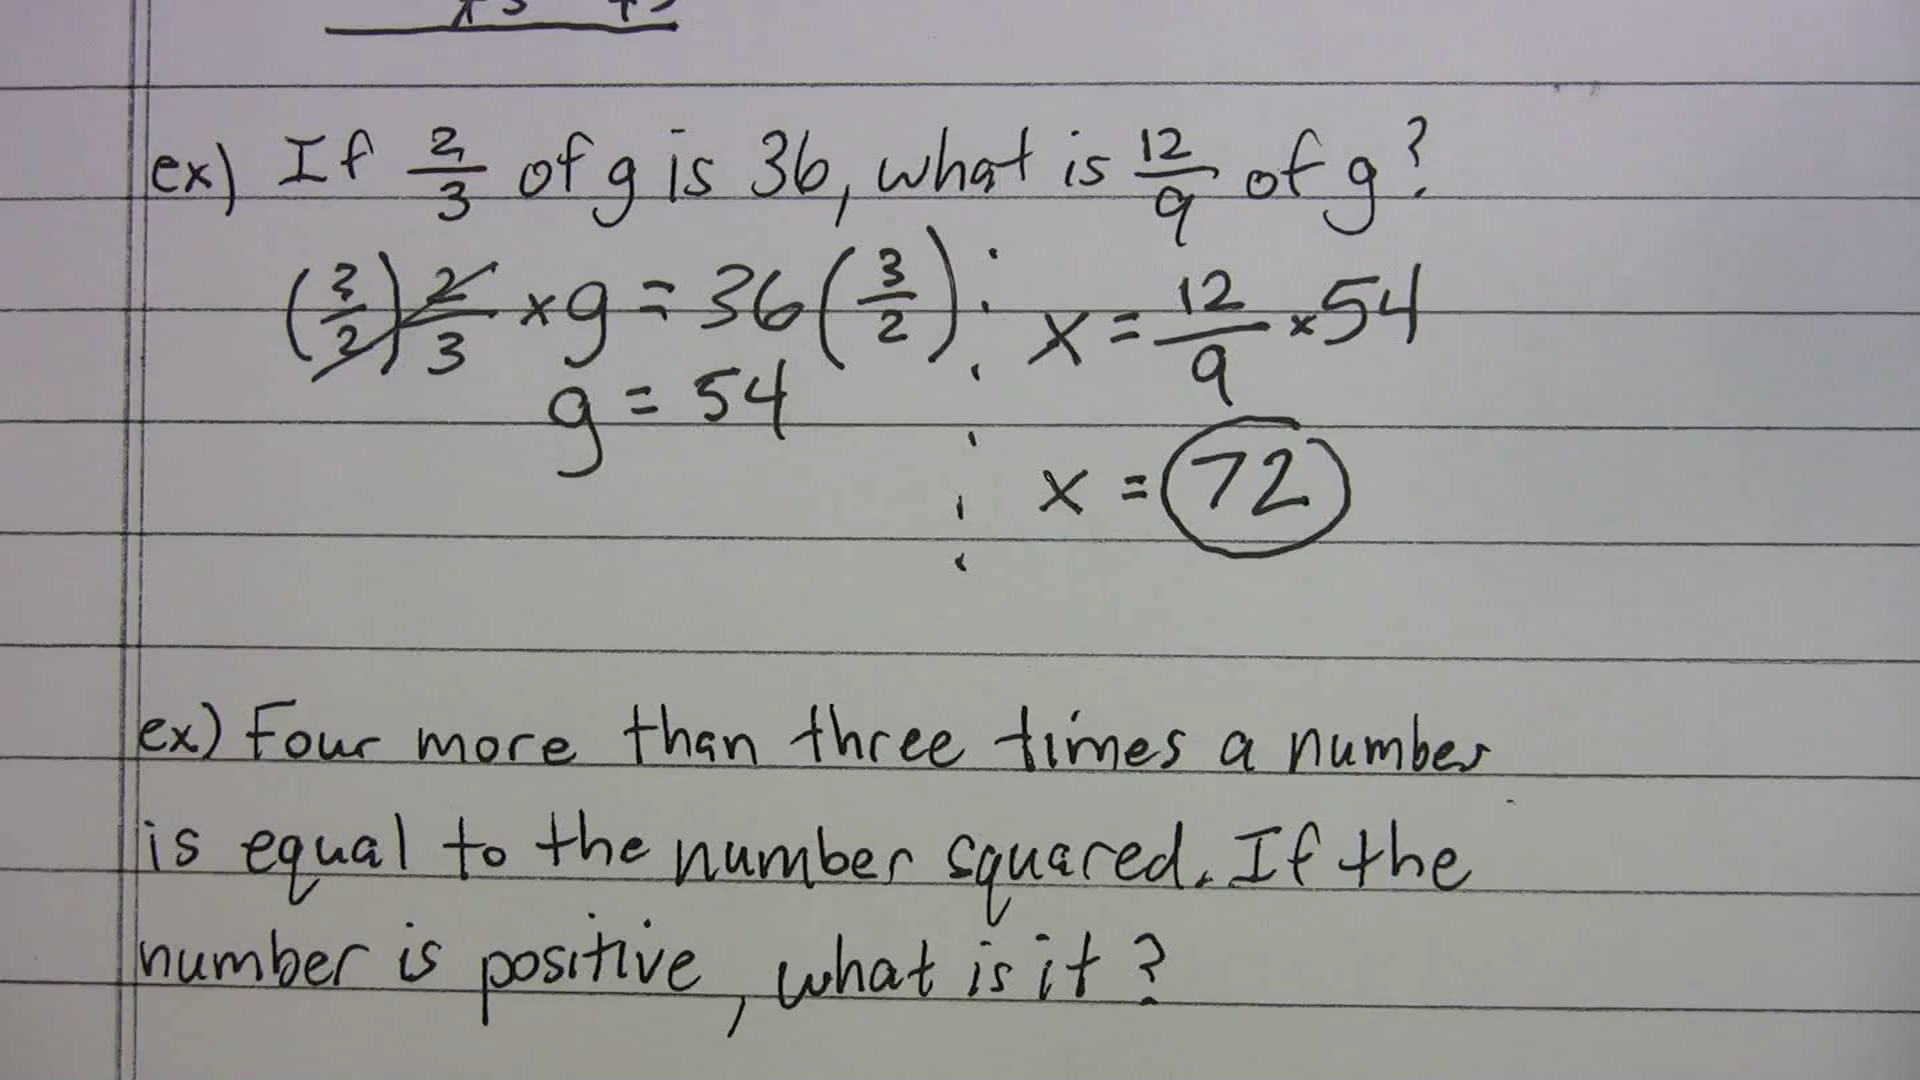 ex) If 2/3 of g is 36, what is 12/9 of g?
(3/2) 2/3 × g = 36 (3/2) x = 12/9 × 54
g = 54
x = 72
ex) Four more than three times a number
is equal to the number squared. If the
number is positive, what is it?